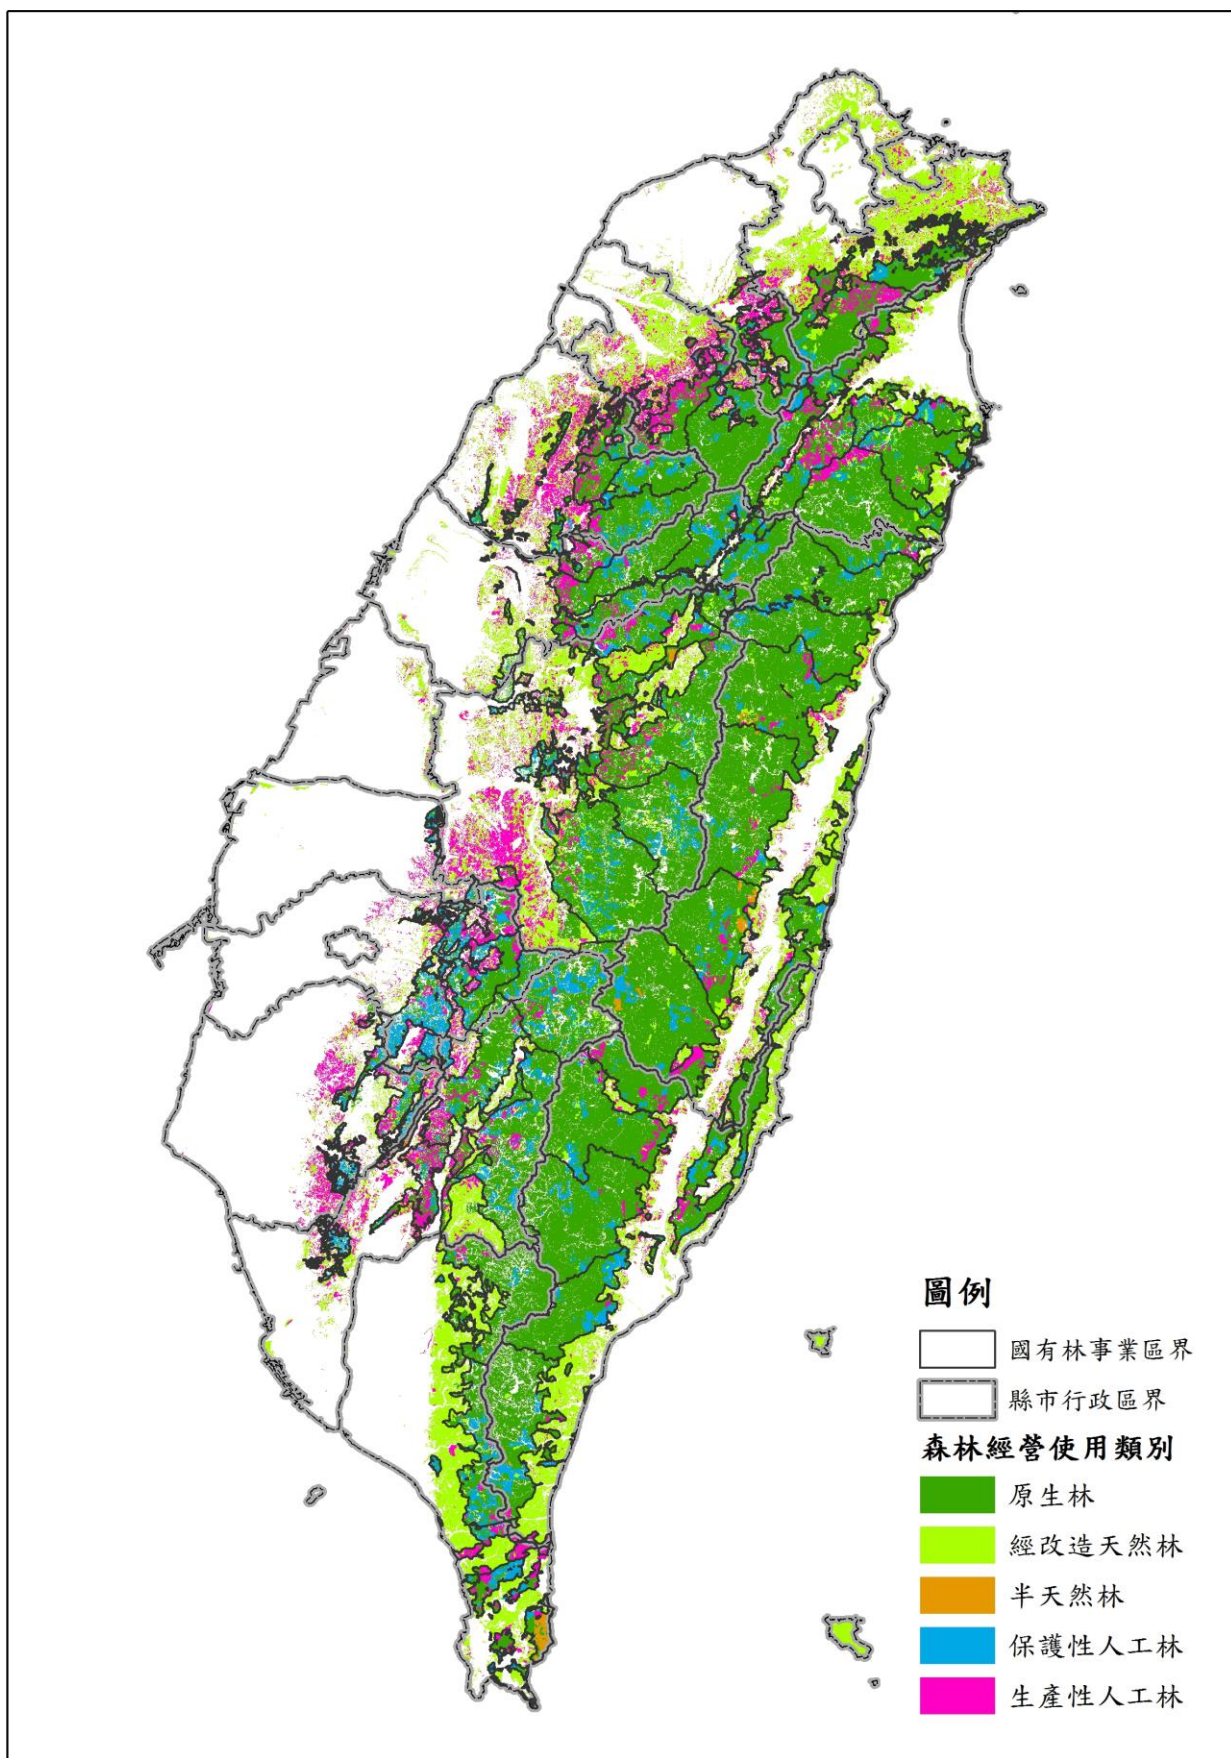 圖例
國有林事業區界
縣市行政區界
森林經營使用類別
原生林
經改造天然林
半天然林
保護性人工林
生產性人工林